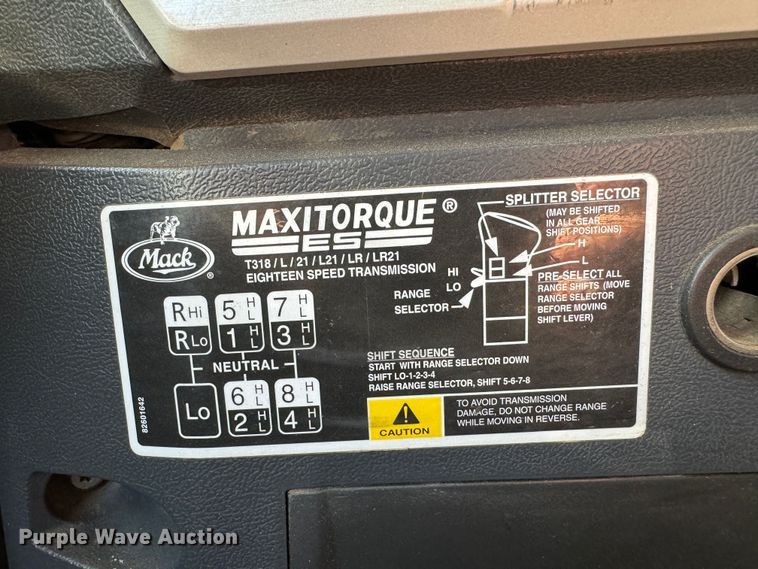 Mack
®
MAXITORQUE®
ES
T318 / L / 21 / L21 / LR / LR21
EIGHTEEN SPEED TRANSMISSION
RHi 5 H L 7 H L
RLo 1 H L 3 H L
NEUTRAL
Lo 6 H L 8 H L
2 H L 4 H L
82601642
SPLITTER SELECTOR
(MAY BE SHIFTED
IN ALL GEAR
SHIFT POSITIONS)
H
L
HI
LO
RANGE
SELECTOR
PRE-SELECT ALL
RANGE SHIFTS (MOVE
RANGE SELECTOR
BEFORE MOVING
SHIFT LEVER)
SHIFT SEQUENCE
START WITH RANGE SELECTOR DOWN
SHIFT LO-1-2-3-4
RAISE RANGE SELECTOR, SHIFT 5-6-7-8
CAUTION
TO AVOID TRANSMISSION
DAMAGE, DO NOT CHANGE RANGE
WHILE MOVING IN REVERSE.
Purple Wave Auction